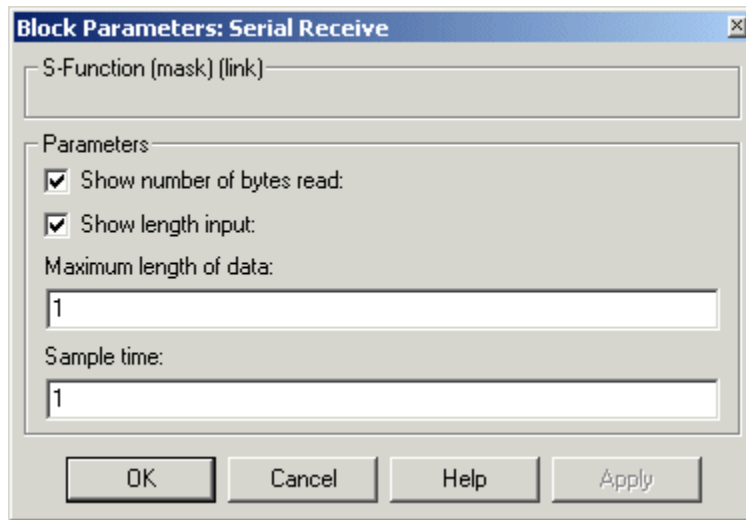 Block Parameters: Serial Receive
S-Function (mask) (link)
Parameters
Show number of bytes read:
Show length input:
Maximum length of data:
1
Sample time:
1
OK Cancel Help Apply